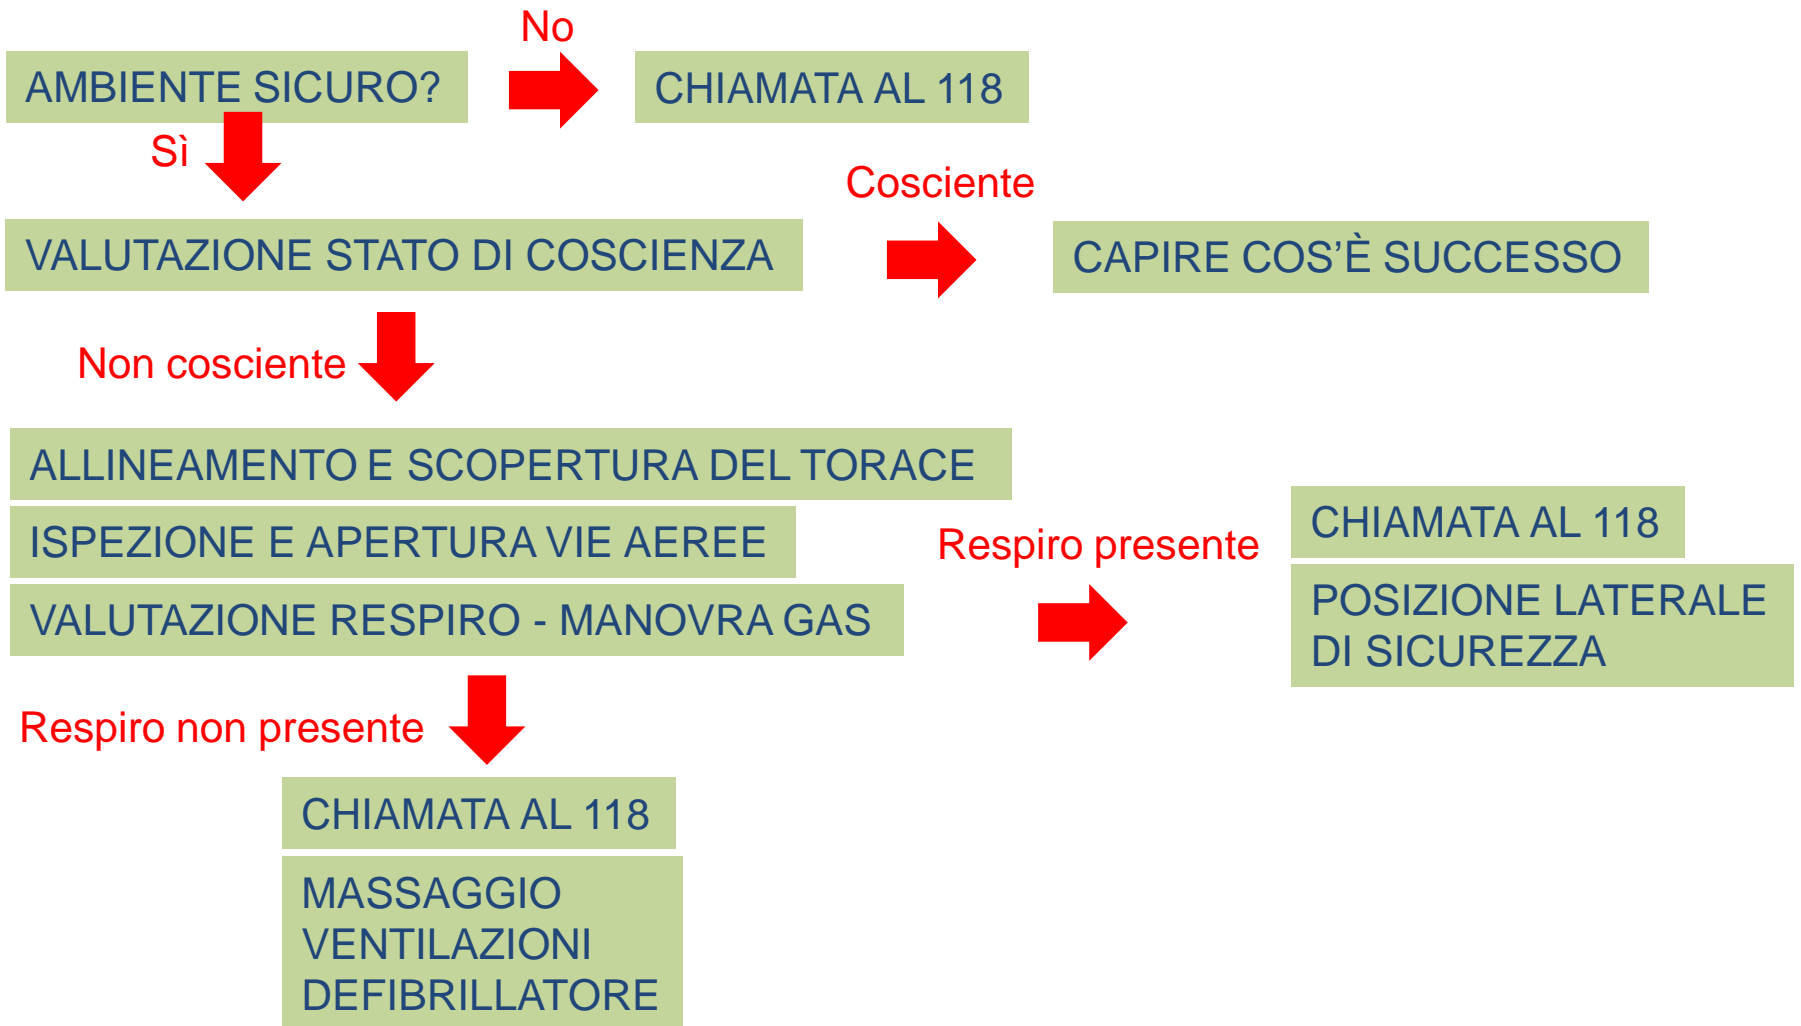 No
AMBIENTE SICURO?
CHIAMATA AL 118
Sì
Cosciente
VALUTAZIONE STATO DI COSCIENZA
CAPIRE COS’È SUCCESSO
Non cosciente
ALLINEAMENTO E SCOPERTURA DEL TORACE
ISPEZIONE E APERTURA VIE AEREE
VALUTAZIONE RESPIRO - MANOVRA GAS
Respiro presente
CHIAMATA AL 118
POSIZIONE LATERALE
DI SICUREZZA
Respiro non presente
CHIAMATA AL 118
MASSAGGIO
VENTILAZIONI
DEFIBRILLATORE